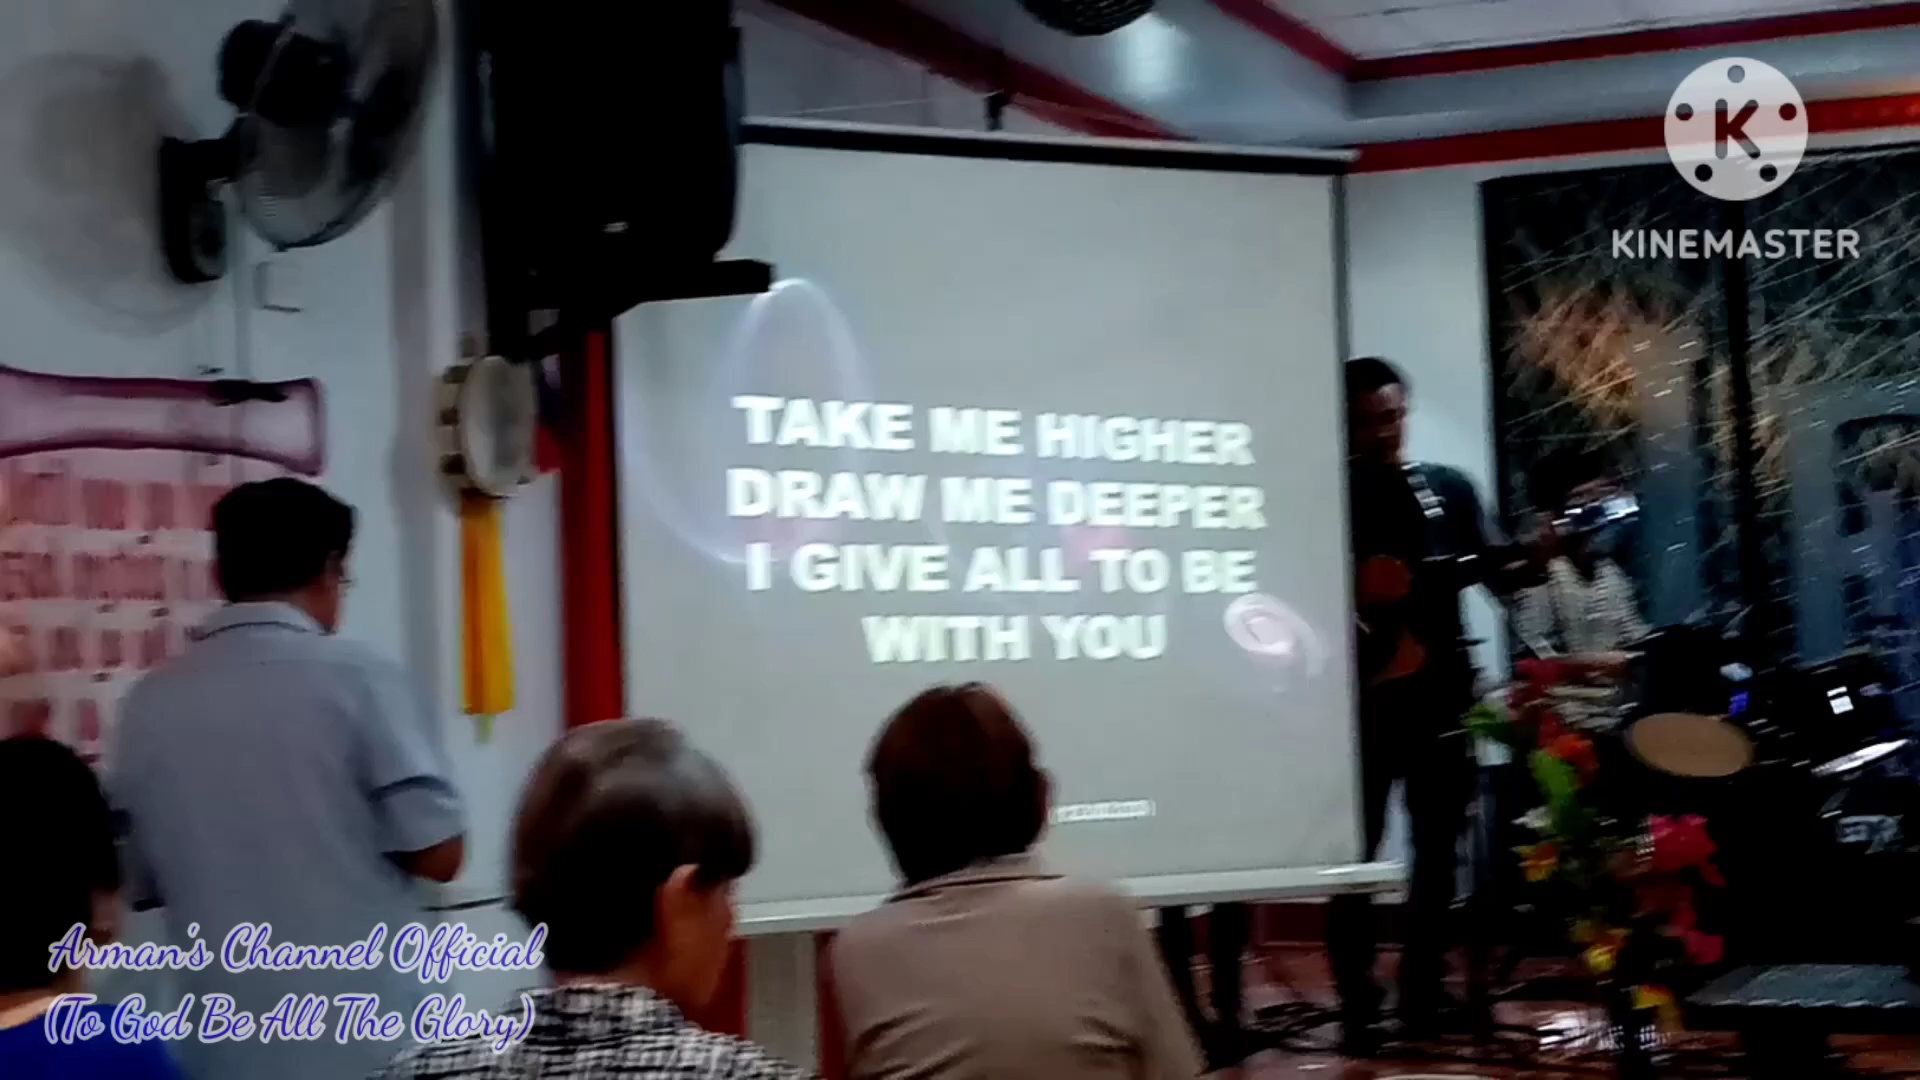 KINEMASTER
TAKE ME HIGHER
DRAW ME DEEPER
I GIVE ALL TO BE
WITH YOU
Arman's Channel Official
(To God Be All The Glory)